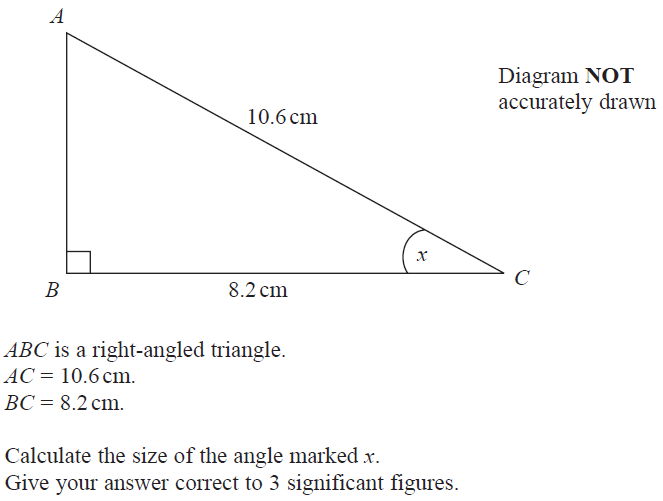 A
Diagram NOT
accurately drawn
10.6 cm
x
B
8.2 cm
C
ABC is a right-angled triangle.
AC = 10.6 cm.
BC = 8.2 cm.
Calculate the size of the angle marked x.
Give your answer correct to 3 significant figures.